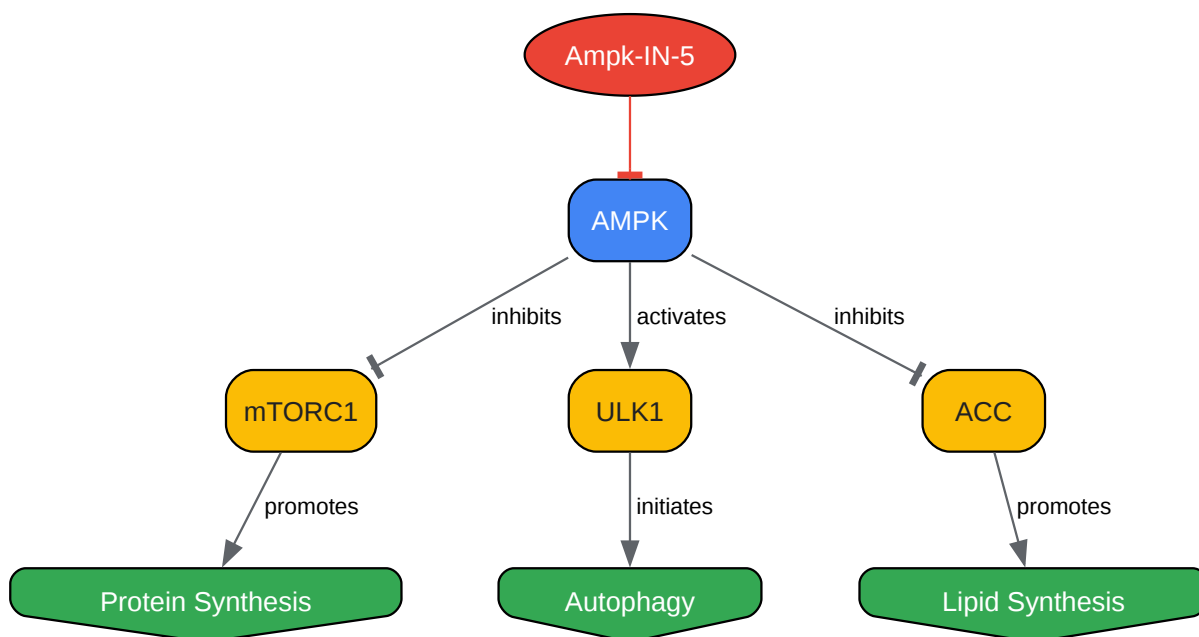 Ampk-IN-5
AMPK
inhibits
activates
inhibits
mTORC1
ULK1
ACC
promotes
initiates
promotes
Protein Synthesis
Autophagy
Lipid Synthesis